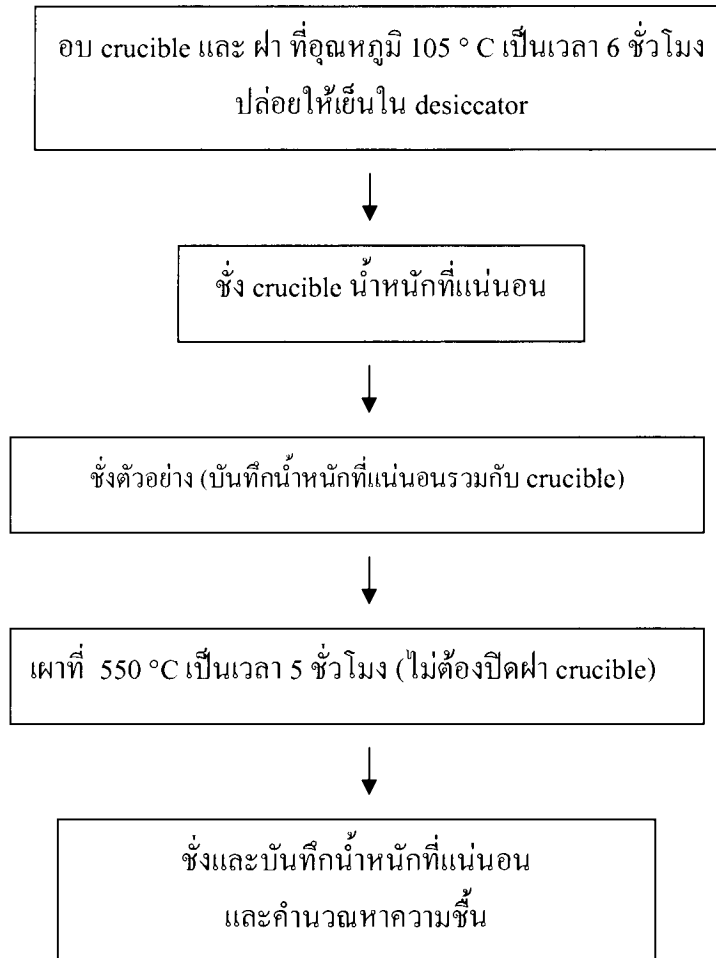 อบ crucible และ ฝา ที่อุณหภูมิ 105 ° C เป็นเวลา 6 ชั่วโมง
ปล่อยให้เย็นใน desiccator
ชั่ง crucible น้ำหนักที่แน่นอน
ชั่งตัวอย่าง (บันทึกน้ำหนักที่แน่นอนรวมกับ crucible)
เผาที่ 550 °C เป็นเวลา 5 ชั่วโมง (ไม่ต้องปิดฝา crucible)
ชั่งและบันทึกน้ำหนักที่แน่นอน
และคำนวณหาความชื้น